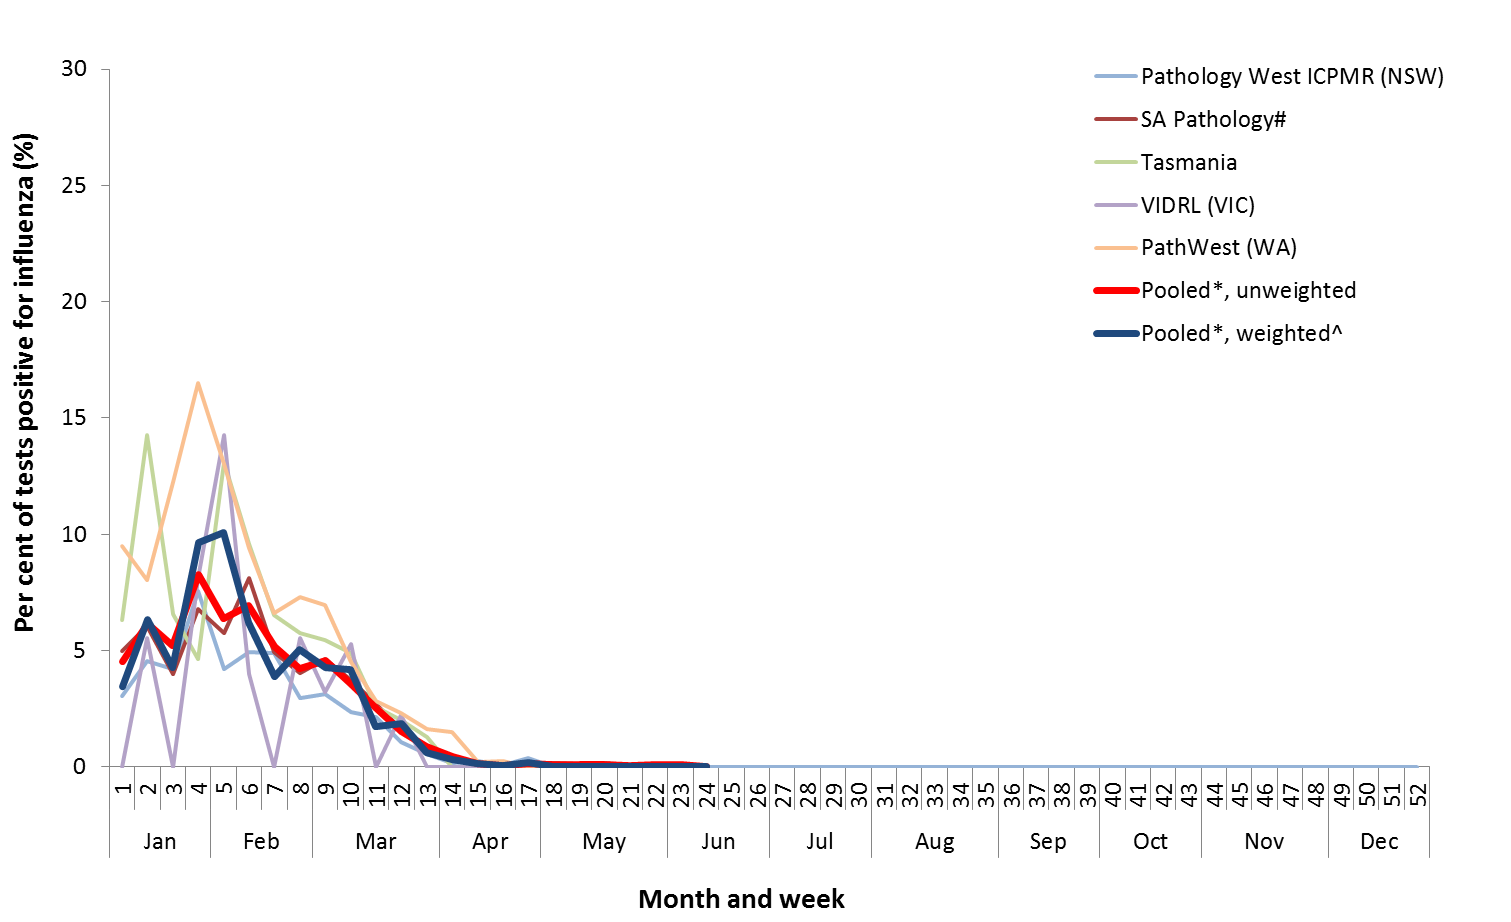 Per cent of tests positive for influenza (%)
30
25
20
15
10
5
0
Pathology West ICPMR (NSW)
SA Pathology#
Tasmania
VIDRL (VIC)
PathWest (WA)
Pooled*, unweighted
Pooled*, weighted^
1 2 3 4 5 6 7 8 9 10 11 12 13 14 15 16 17 18 19 20 21 22 23 24 25 26 27 28 29 30 31 32 33 34 35 36 37 38 39 40 41 42 43 44 45 46 47 48 49 50 51 52
Jan Feb Mar Apr May Jun Jul Aug Sep Oct Nov Dec
Month and week